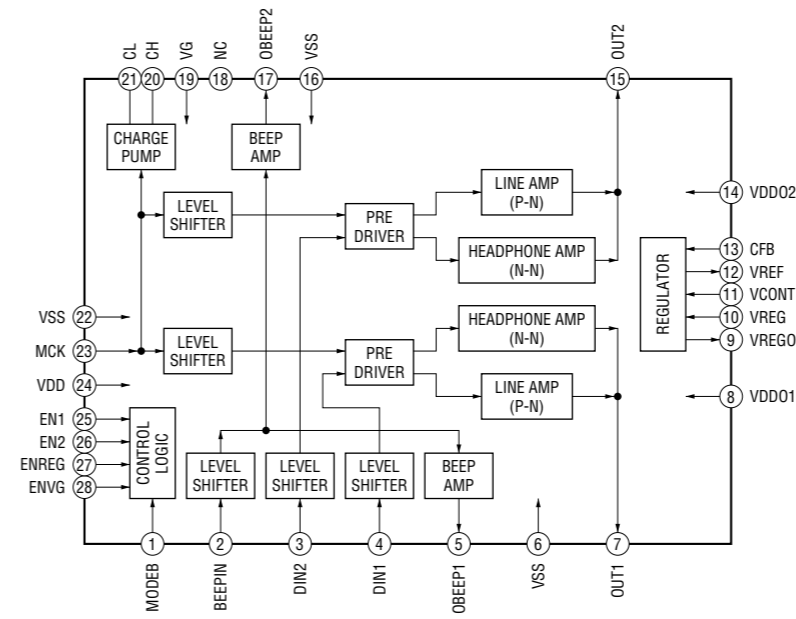 CL
CH
VG
NC
OBEEP2
VSS
OUT2
21
20
19
18
17
16
15
CHARGE
PUMP
BEEP
AMP
LEVEL
SHIFTER
PRE
DRIVER
LINE AMP
(P-N)
HEADPHONE AMP
(N-N)
14 VDDO2
REGULATOR
13 CFB
12 VREF
11 VCONT
10 VREG
9 VREGO
8 VDDO1
VSS 22
MCK 23
VDD 24
EN1 25
EN2 26
ENREG 27
ENVG 28
LEVEL
SHIFTER
PRE
DRIVER
HEADPHONE AMP
(N-N)
LINE AMP
(P-N)
CONTROL
LOGIC
LEVEL
SHIFTER
LEVEL
SHIFTER
LEVEL
SHIFTER
BEEP
AMP
1
2
3
4
5
6
7
MODEB
BEEPIN
DIN2
DIN1
OBEEP1
VSS
OUT1